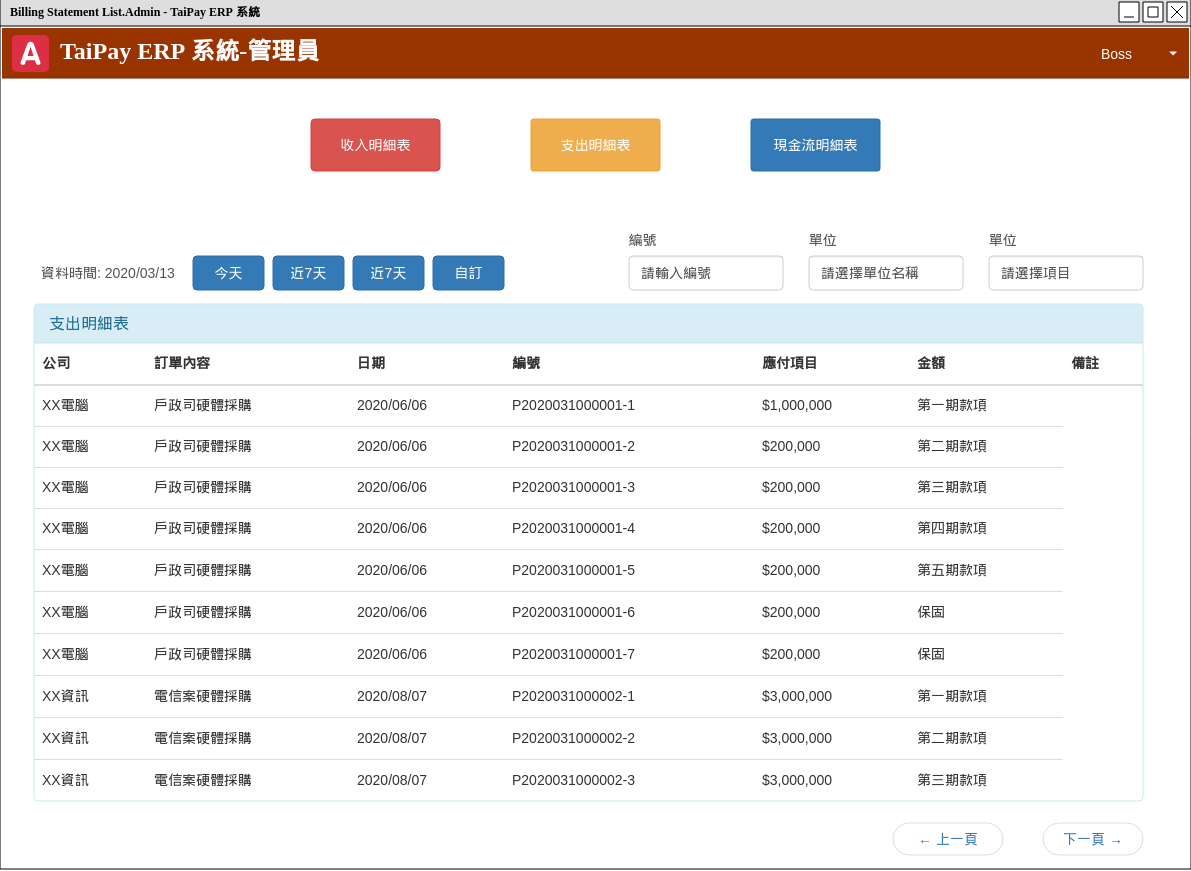 Billing Statement List.Admin - TaiPay ERP 系統
TaiPay ERP 系統-管理員
Boss
收入明細表 支出明細表 現金流明細表
編號 單位 單位
資料時間: 2020/03/13 今天 近7天 近7天 自訂 請輸入編號 請選擇單位名稱 請選擇項目
支出明細表
公司 訂單內容 日期 編號 應付項目 金額 備註
XX電腦 戶政司硬體採購 2020/06/06 P2020031000001-1 $1,000,000 第一期款項
XX電腦 戶政司硬體採購 2020/06/06 P2020031000001-2 $200,000 第二期款項
XX電腦 戶政司硬體採購 2020/06/06 P2020031000001-3 $200,000 第三期款項
XX電腦 戶政司硬體採購 2020/06/06 P2020031000001-4 $200,000 第四期款項
XX電腦 戶政司硬體採購 2020/06/06 P2020031000001-5 $200,000 第五期款項
XX電腦 戶政司硬體採購 2020/06/06 P2020031000001-6 $200,000 保固
XX電腦 戶政司硬體採購 2020/06/06 P2020031000001-7 $200,000 保固
XX資訊 電信案硬體採購 2020/08/07 P2020031000002-1 $3,000,000 第一期款項
XX資訊 電信案硬體採購 2020/08/07 P2020031000002-2 $3,000,000 第二期款項
XX資訊 電信案硬體採購 2020/08/07 P2020031000002-3 $3,000,000 第三期款項
← 上一頁 下一頁 →